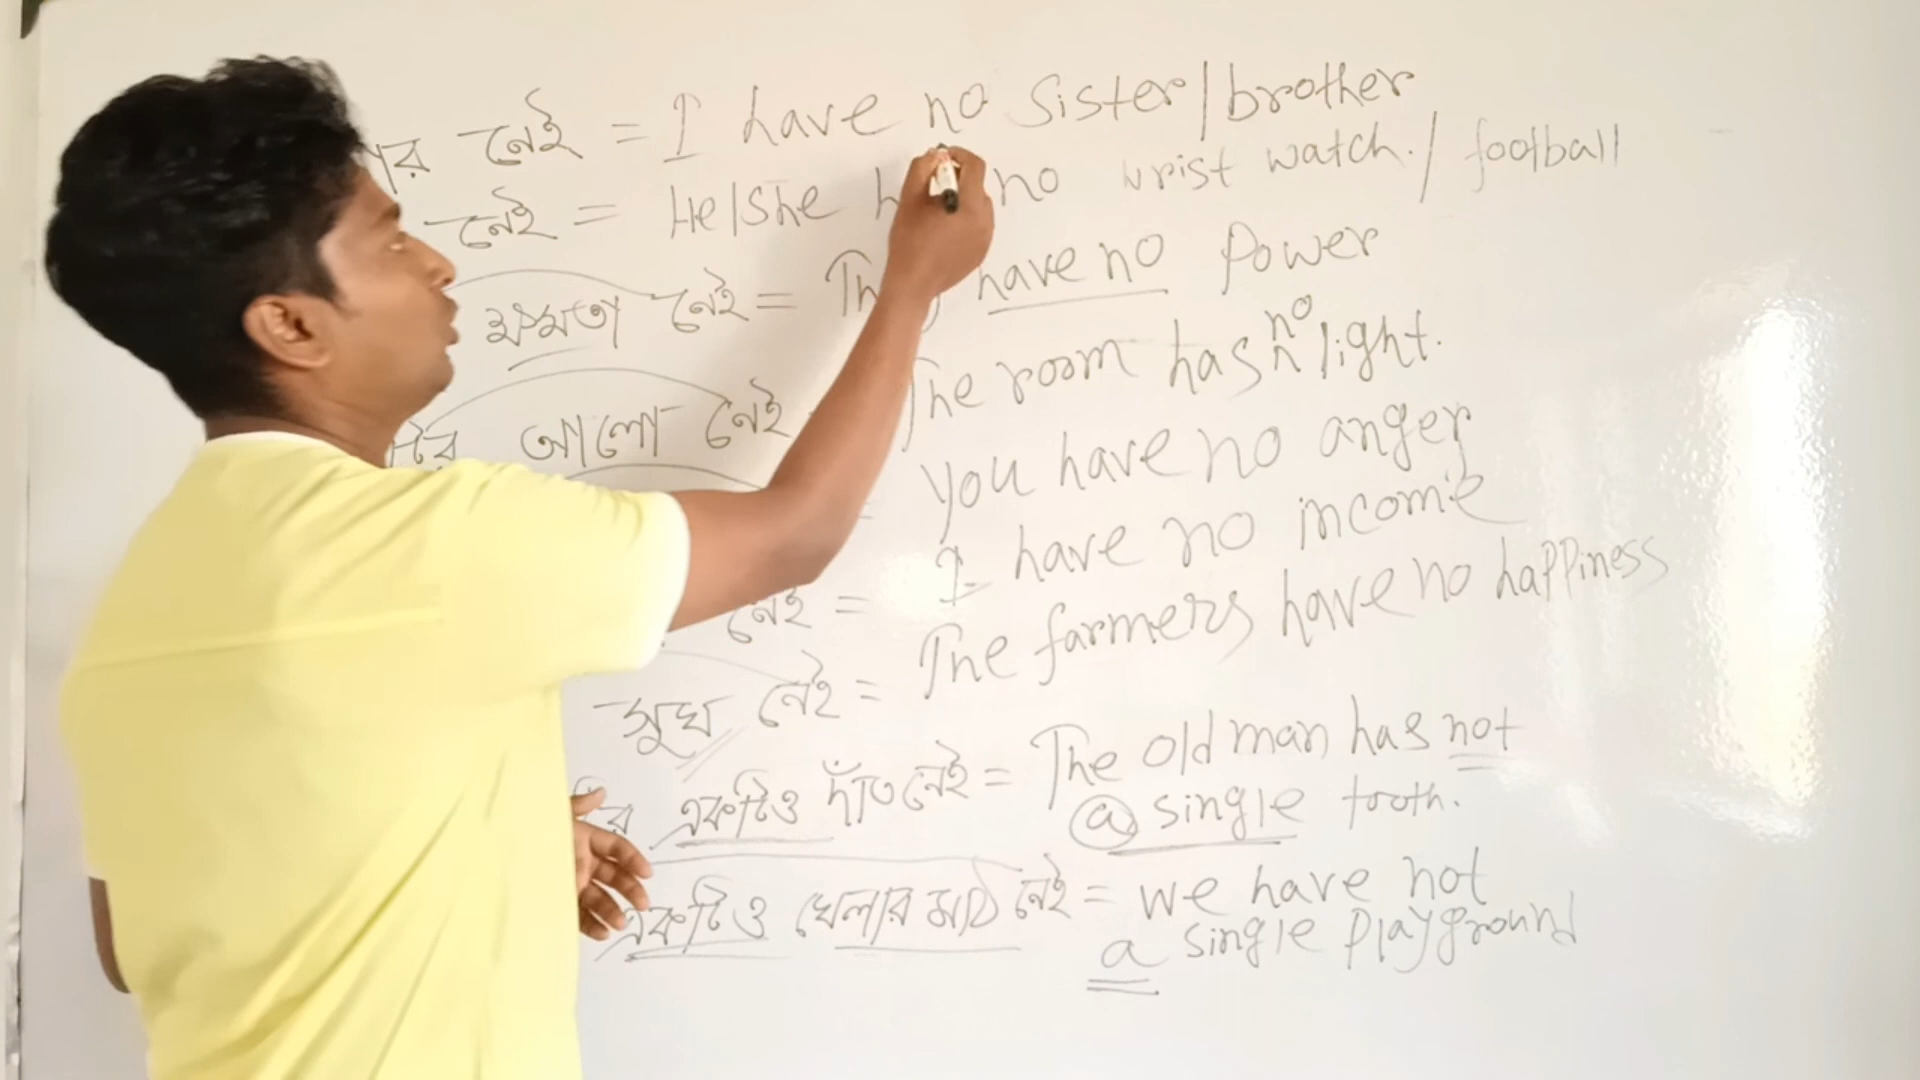 নেই = I have no Sister/brother
নেই = He/She no wrist watch./ football
ক্ষমতা নেই = have no Power
আলো নেই The room has no light.
= You have no anger
নেই = I have no income
সুখ নেই = The farmers have no happiness
একটিও দাঁত নেই = The old man has not
a single tooth.
একটিও খেলার মাঠ নেই = we have not
a single Playground